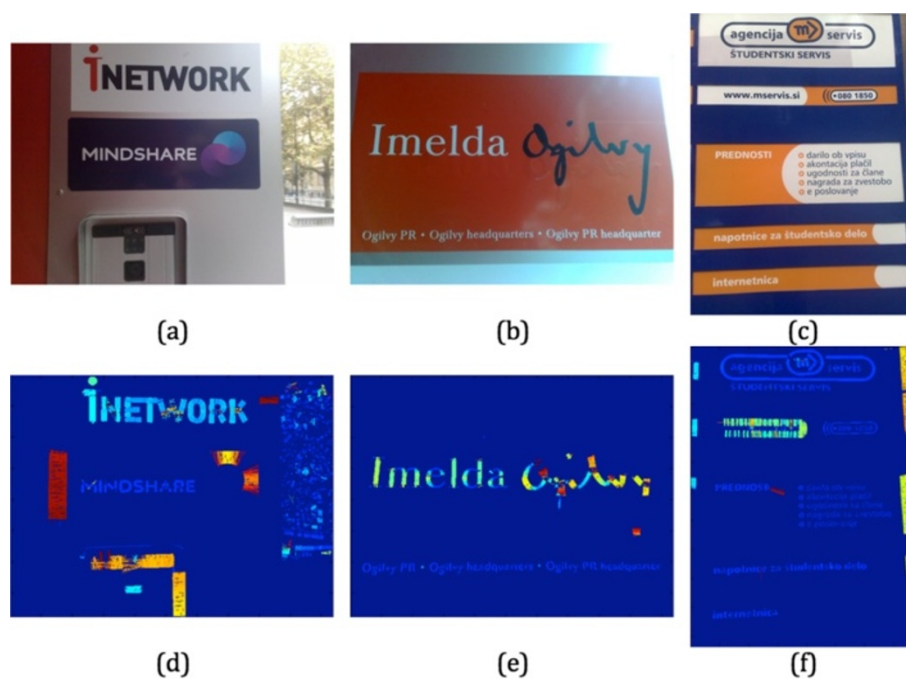 iNETWORK
MINDSHARE
(a)
Imelda Ogilvy
Ogilvy PR • Ogilvy headquarters • Ogilvy PR headquarter
(b)
agencija m servis
ŠTUDENTSKI SERVIS
www.mservis.si
080 1850
PREDNOSTI
darilo ob vpisu
akontacija plačil
ugodnosti za člane
nagrada za zvestobo
e poslovanje
napotnice za študentsko delo
internetnica
(c)
iNETWORK
MINDSHARE
(d)
Imelda Ogilvy
Ogilvy PR • Ogilvy headquarters • Ogilvy PR headquarter
(e)
agencija m servis
ŠTUDENTSKI SERVIS
PREDNOSTI
napotnice za študentsko delo
internetnica
(f)